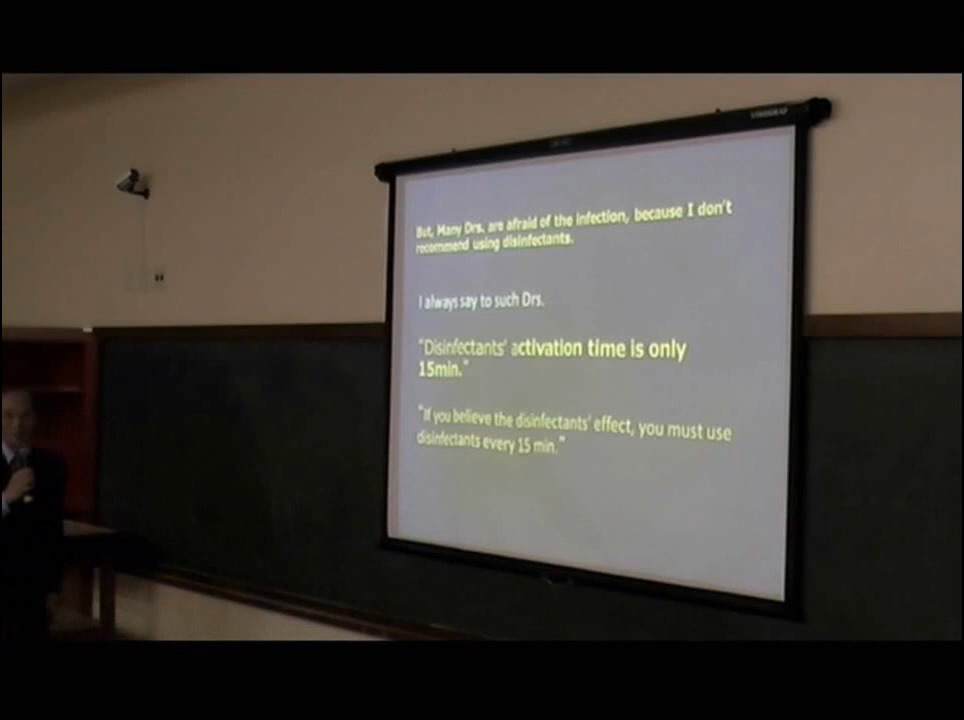 But, Many Drs. are afraid of the infection, because I don't
recommend using disinfectants.
I always say to such Drs.
"Disinfectants' activation time is only
15min."
"If you believe the disinfectants' effect, you must use
disinfectants every 15 min."